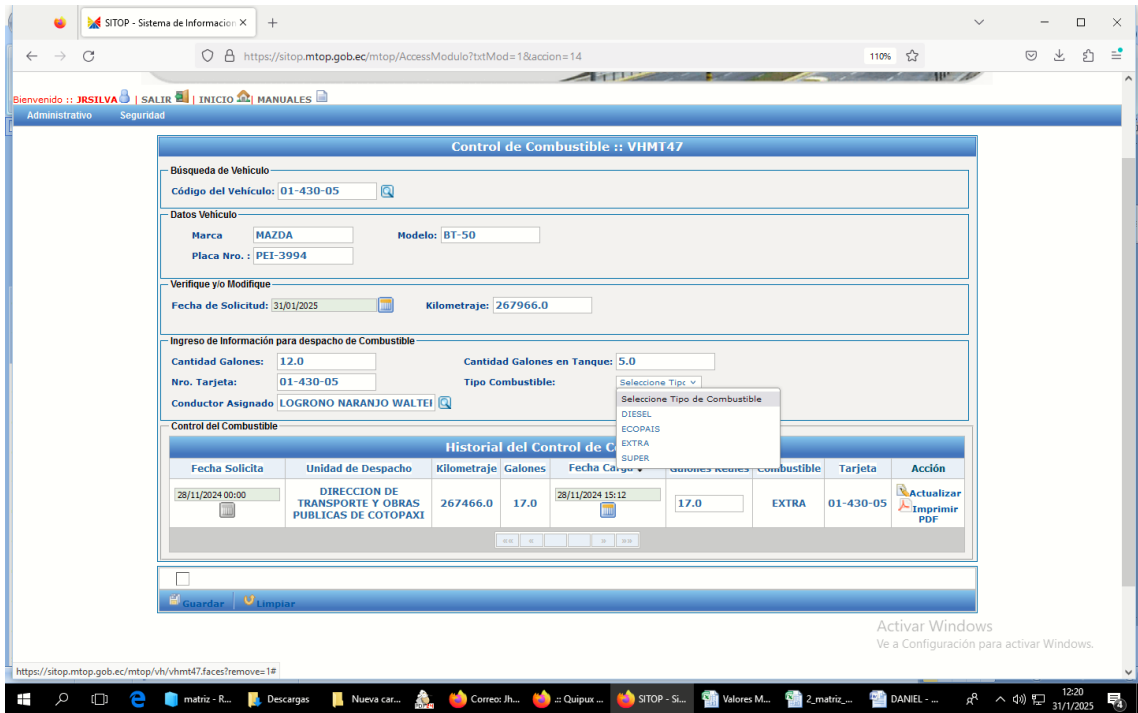 SITOP - Sistema de Informacion
https://sitop.mtop.gob.ec/mtop/AccessModulo?txtMod=1&accion=14
110%
Bienvenido :: JRSILVA | SALIR | INICIO | MANUALES
Administrativo Seguridad
Control de Combustible :: VHMT47
Búsqueda de Vehículo
Código del Vehículo: 01-430-05
Datos Vehículo
Marca MAZDA Modelo: BT-50
Placa Nro. : PEI-3994
Verifique y/o Modifique
Fecha de Solicitud: 31/01/2025 Kilometraje: 267966.0
Ingreso de Información para despacho de Combustible
Cantidad Galones: 12.0 Cantidad Galones en Tanque: 5.0
Nro. Tarjeta: 01-430-05 Tipo Combustible: Seleccione Tipo
Conductor Asignado LOGRONO NARANJO WALTER
Seleccione Tipo de Combustible
DIESEL
ECOPAIS
EXTRA
SUPER
Control del Combustible
Historial del Control de C
Fecha Solicita Unidad de Despacho Kilometraje Galones Fecha Carga Galones Reales Combustible Tarjeta Acción
28/11/2024 00:00 DIRECCION DE TRANSPORTE Y OBRAS PUBLICAS DE COTOPAXI 267466.0 17.0 28/11/2024 15:12 17.0 EXTRA 01-430-05 Actualizar Imprimir PDF
«« « » »»
Guardar Limpiar
Activar Windows
Ve a Configuración para activar Windows.
https://sitop.mtop.gob.ec/mtop/vh/vhmt47.faces?remove=1#
matriz - R... Descargas Nueva car... Correo: Jh... .:: Quipux ... SITOP - Si... Valores M... 2_matriz_... DANIEL - ...
12:20
31/1/2025